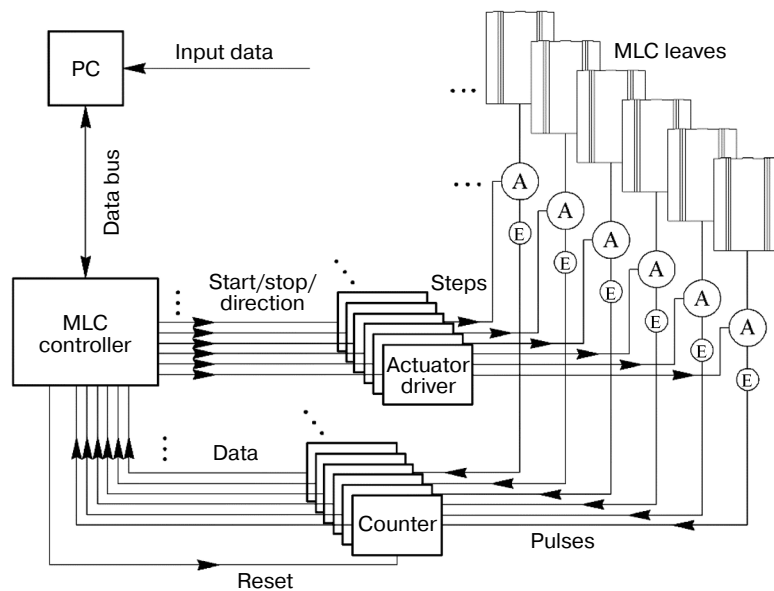 PC
Input data
MLC leaves
Data bus
A
A
A
A
A
A
E
E
E
E
E
E
Start/stop/
direction
Steps
MLC
controller
Actuator
driver
Data
Counter
Pulses
Reset